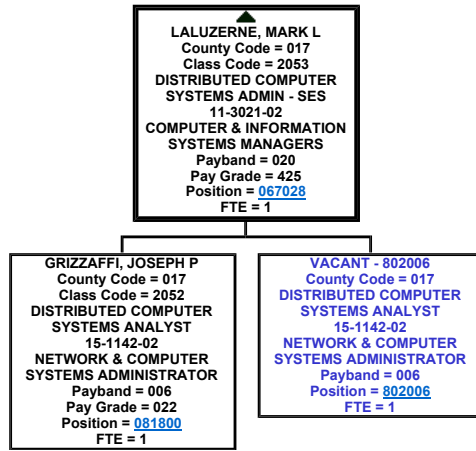 LALUZERNE, MARK L
County Code = 017
Class Code = 2053
DISTRIBUTED COMPUTER
SYSTEMS ADMIN - SES
11-3021-02
COMPUTER & INFORMATION
SYSTEMS MANAGERS
Payband = 020
Pay Grade = 425
Position = 067028
FTE = 1
GRIZZAFFI, JOSEPH P
County Code = 017
Class Code = 2052
DISTRIBUTED COMPUTER
SYSTEMS ANALYST
15-1142-02
NETWORK & COMPUTER
SYSTEMS ADMINISTRATOR
Payband = 006
Pay Grade = 022
Position = 081800
FTE = 1
VACANT - 802006
County Code = 017
DISTRIBUTED COMPUTER
SYSTEMS ANALYST
15-1142-02
NETWORK & COMPUTER
SYSTEMS ADMINISTRATOR
Payband = 006
Position = 802006
FTE = 1